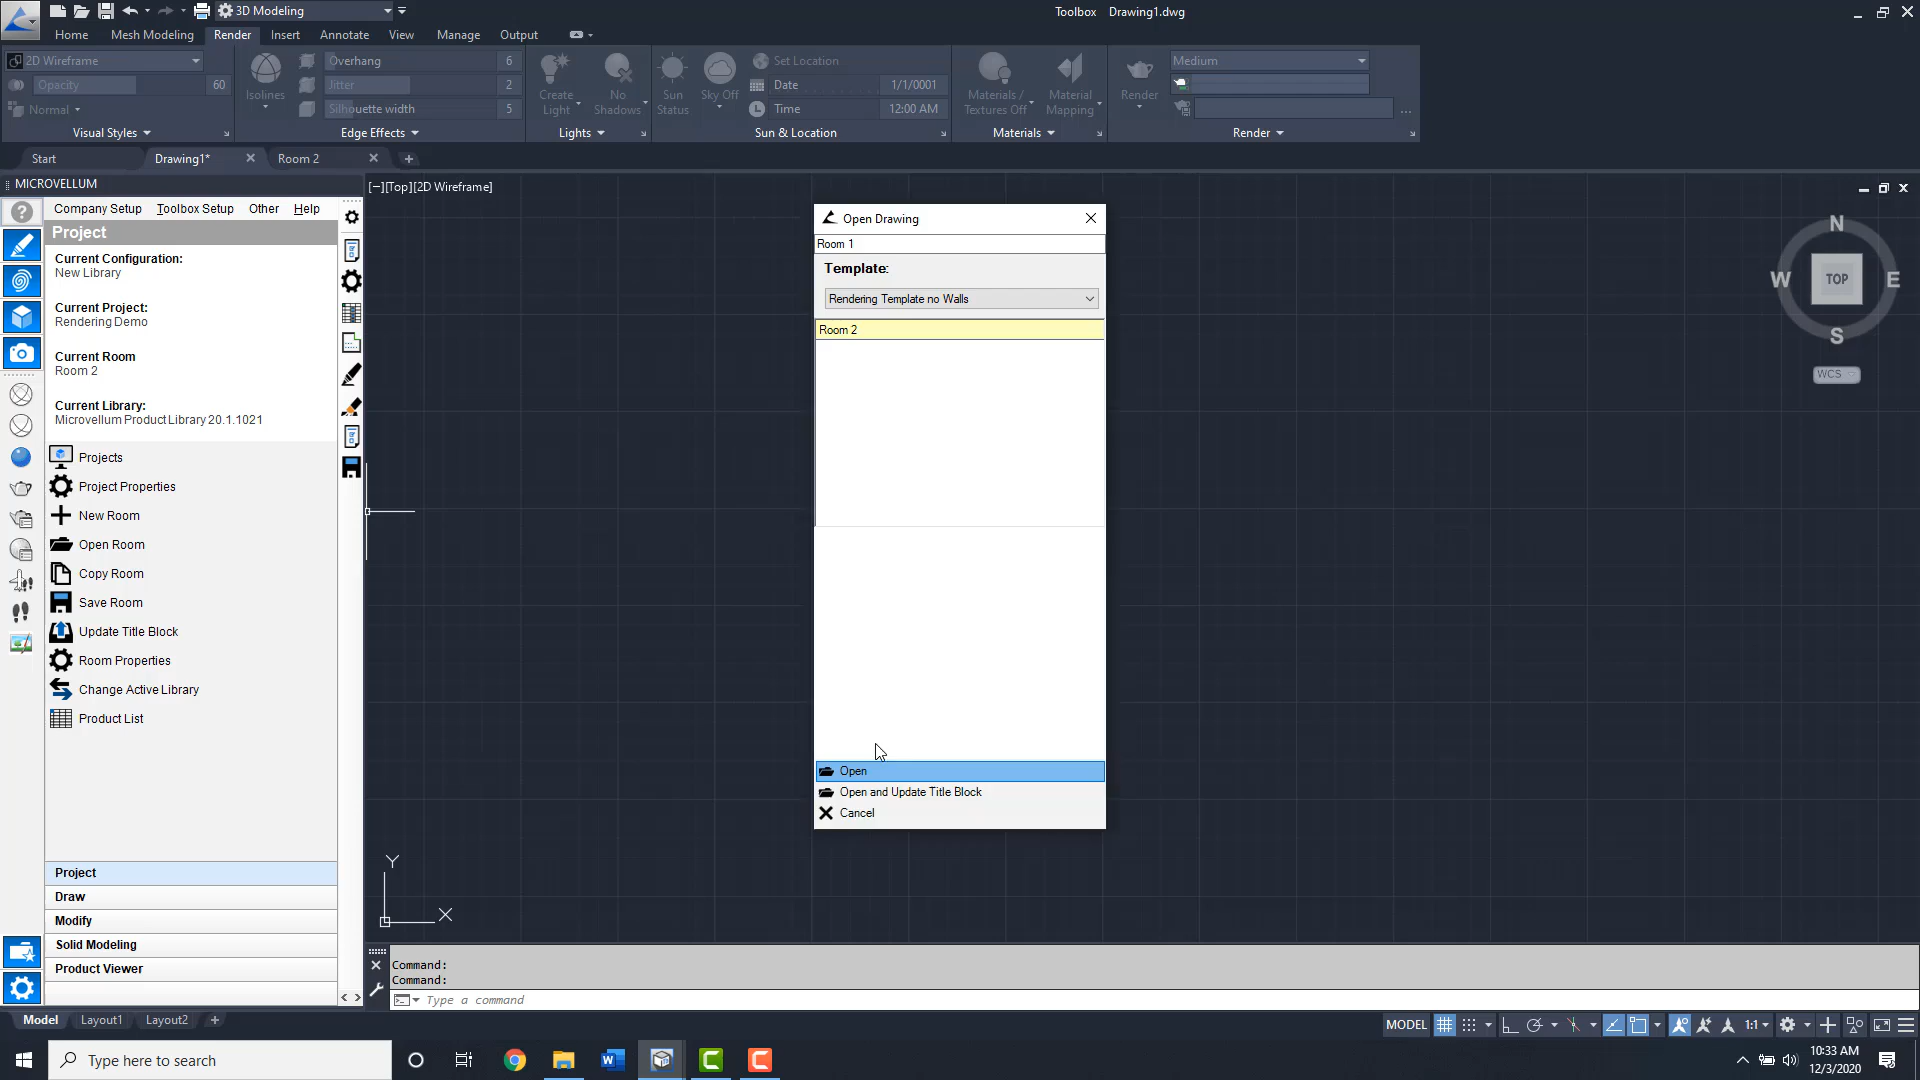 3D Modeling
Toolbox Drawing1.dwg
Home Mesh Modeling Render Insert Annotate View Manage Output
2D Wireframe
Opacity 60
Normal
Visual Styles
Isolines
Overhang 6
Jitter 2
Silhouette width 5
Edge Effects
Create Light
No Shadows
Lights
Sun Status
Sky Off
Set Location
Date 1/1/0001
Time 12:00 AM
Sun & Location
Materials / Textures Off
Material Mapping
Materials
Render
Medium
...
Render
Start Drawing1* Room 2
MICROVELLUM
Company Setup Toolbox Setup Other Help
Project
Current Configuration:
New Library
Current Project:
Rendering Demo
Current Room
Room 2
Current Library:
Microvellum Product Library 20.1.1021
Projects
Project Properties
New Room
Open Room
Copy Room
Save Room
Update Title Block
Room Properties
Change Active Library
Product List
Project
Draw
Modify
Solid Modeling
Product Viewer
[−][Top][2D Wireframe]
Open Drawing
Room 1
Template:
Rendering Template no Walls
Room 2
Open
Open and Update Title Block
Cancel
N
W TOP E
S
WCS
Y
X
Command:
Command:
Type a command
Model Layout1 Layout2
MODEL 1:1
Type here to search
10:33 AM
12/3/2020